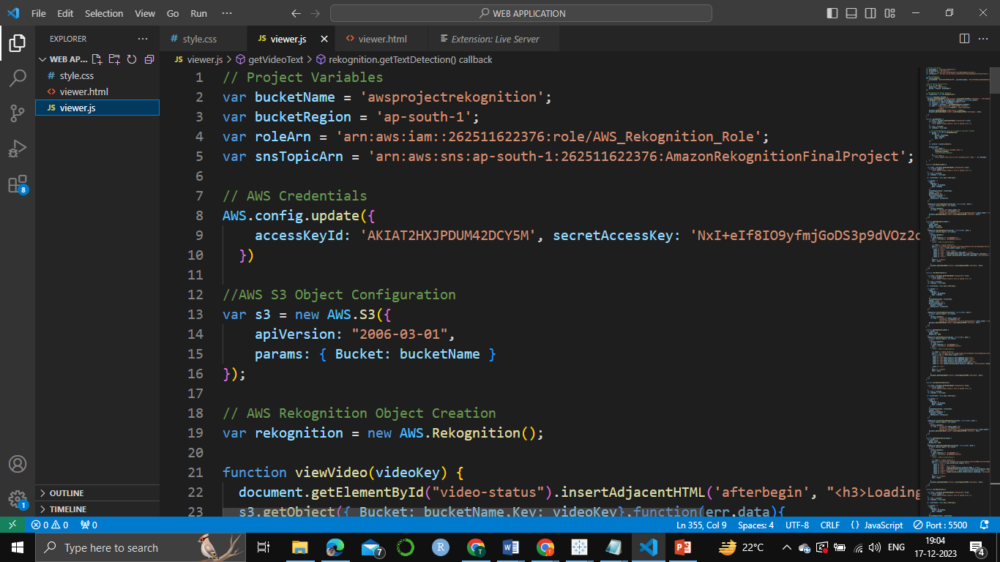 File Edit Selection View Go Run ··· WEB APPLICATION
EXPLORER ···
# style.css JS viewer.js <> viewer.html Extension: Live Server
WEB AP...
# style.css
<> viewer.html
JS viewer.js
8
JS viewer.js > getVideoText > rekognition.getTextDetection() callback
1 // Project Variables
2 var bucketName = 'awsprojectrekognition';
3 var bucketRegion = 'ap-south-1';
4 var roleArn = 'arn:aws:iam::262511622376:role/AWS_Rekognition_Role';
5 var snsTopicArn = 'arn:aws:sns:ap-south-1:262511622376:AmazonRekognitionFinalProject';
6
7 // AWS Credentials
8 AWS.config.update({
9 accessKeyId: 'AKIAT2HXJPDUM42DCY5M', secretAccessKey: 'NxI+eIf8IO9yfmjGoDS3p9dVOz2c
10 })
11
12 //AWS S3 Object Configuration
13 var s3 = new AWS.S3({
14 apiVersion: "2006-03-01",
15 params: { Bucket: bucketName }
16 });
17
18 // AWS Rekognition Object Creation
19 var rekognition = new AWS.Rekognition();
20
21 function viewVideo(videoKey) {
22 document.getElementById("video-status").insertAdjacentHTML('afterbegin', "<h3>Loading
23 s3.getObject({ Bucket: bucketName,Key: videoKey},function(err,data){
OUTLINE
TIMELINE
1
0 0 0 Ln 355, Col 9 Spaces: 4 UTF-8 CRLF {} JavaScript Port : 5500
Type here to search 7 22°C ENG
19:04
17-12-2023
4